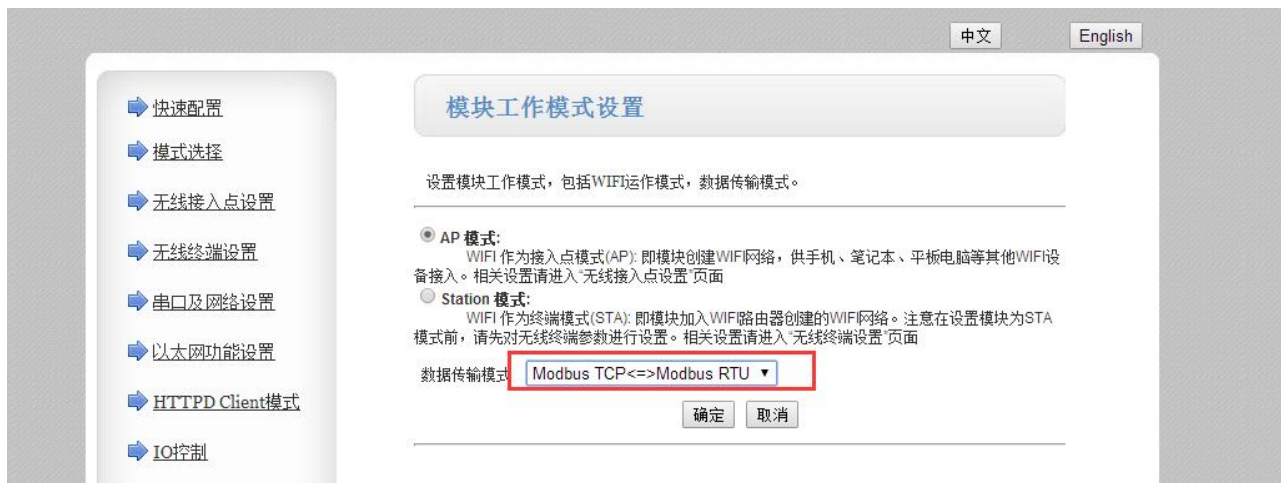 中文
English
快速配置
模式选择
无线接入点设置
无线终端设置
串口及网络设置
以太网功能设置
HTTPD Client模式
IO控制
模块工作模式设置
设置模块工作模式，包括WIFI运作模式，数据传输模式。
AP 模式:
WIFI 作为接入点模式(AP): 即模块创建WIFI网络，供手机、笔记本、平板电脑等其他WIFI设
备接入。相关设置请进入"无线接入点设置"页面
Station 模式:
WIFI 作为终端模式(STA): 即模块加入WIFI路由器创建的WIFI网络。注意在设置模块为STA
模式前，请先对无线终端参数进行设置。相关设置请进入"无线终端设置"页面
数据传输模式 Modbus TCP<=>Modbus RTU
确定 取消